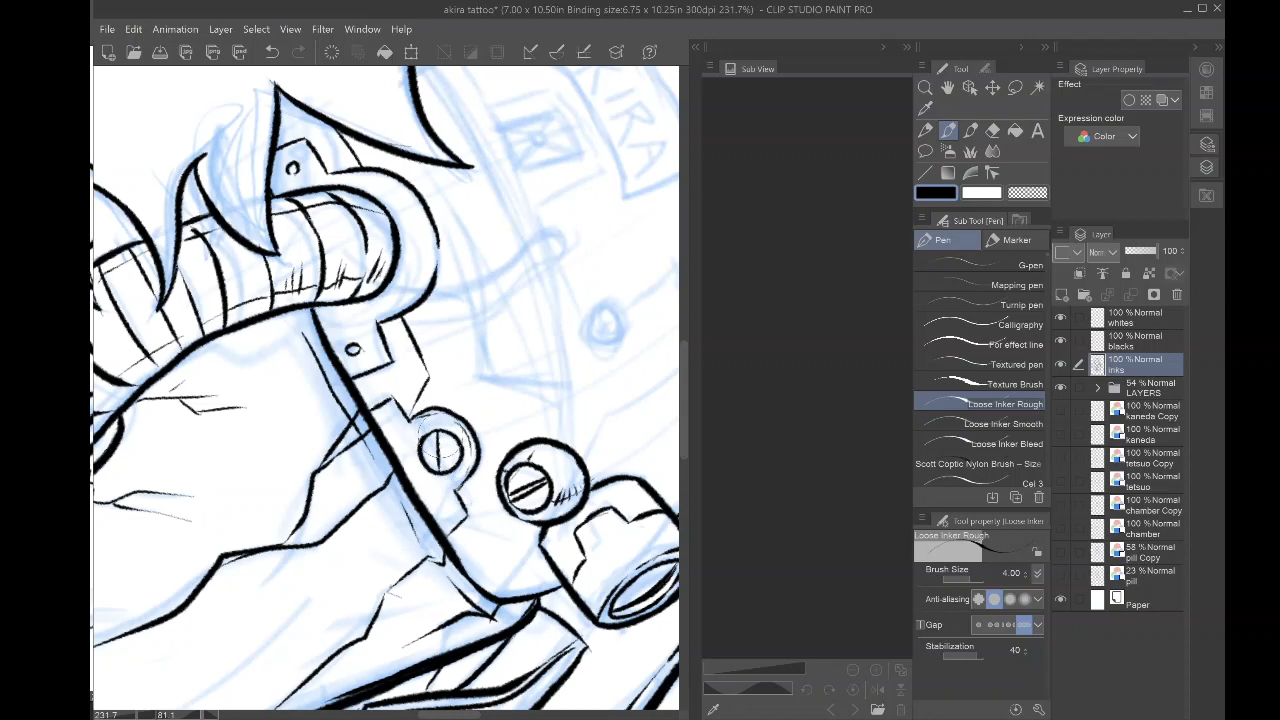 akira tattoo* (7.00 x 10.50in Binding size:6.75 x 10.25in 300dpi 231.7%) - CLIP STUDIO PAINT PRO
File Edit Animation Layer Select View Filter Window Help
Sub View
Tool
Layer Property
Effect
Expression color
Color
KIRA
Sub Tool [Pen]
Pen
Marker
G-pen
Mapping pen
Turnip pen
Calligraphy
For effect line
Textured pen
Texture Brush
Loose Inker Rough
Loose Inker Smooth
Loose Inker Bleed
Scott Coptic Nylon Brush – Size
Cel 3
Tool property [Loose Inker
Loose Inker Rough
Brush Size 4.00
Anti-aliasing
Gap
Stabilization 40
Layer
Norm 100
100 %Normal
whites
100 %Normal
blacks
100 %Normal
inks
54 %Normal
LAYERS
100 %Normal
kaneda Copy
100 %Normal
kaneda
100 %Normal
tetsuo Copy
100 %Normal
tetsuo
100 %Normal
chamber Copy
100 %Normal
chamber
58 %Normal
pill Copy
23 %Normal
pill
Paper
231.7
81.1